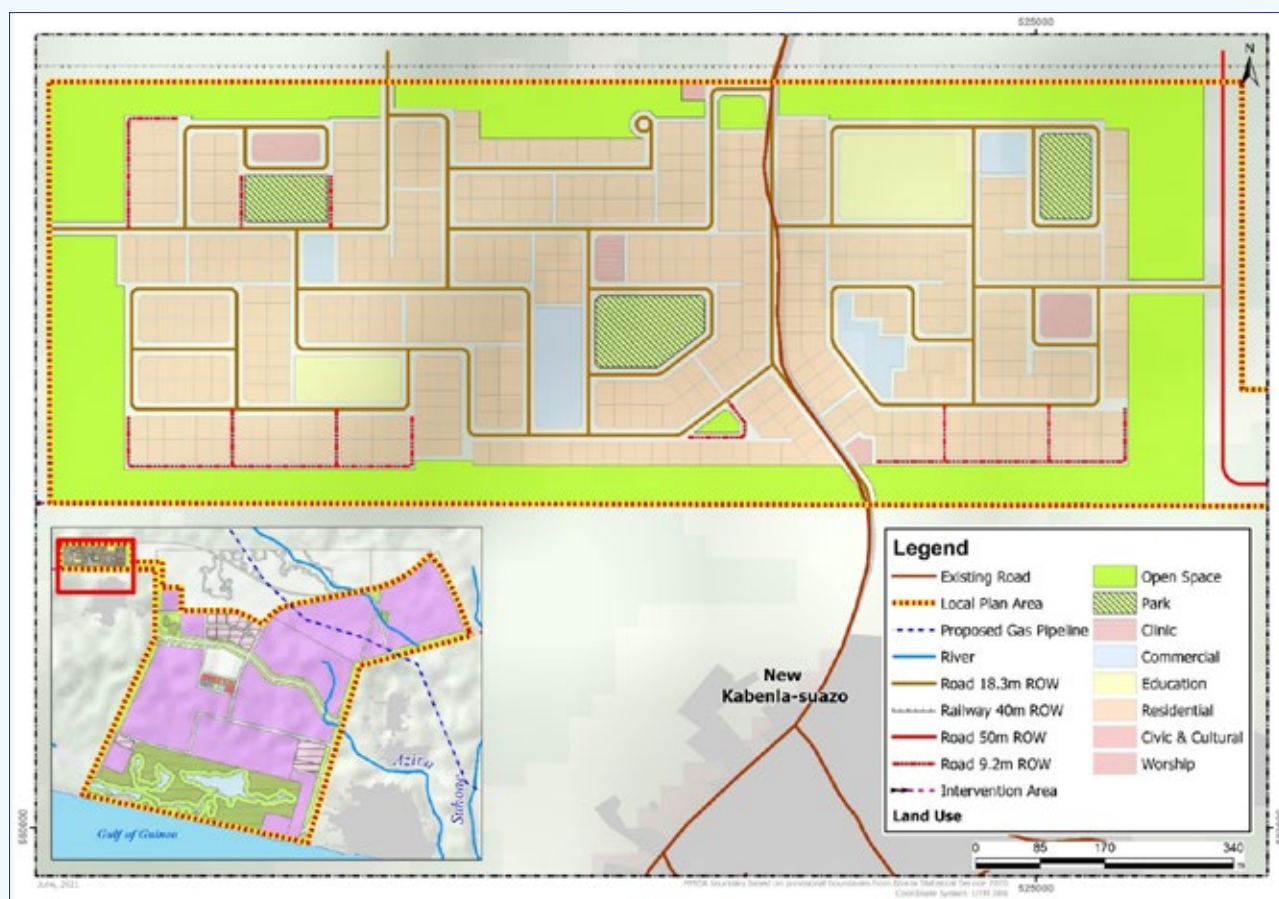 525000
N
New
Kabenla-suazo
Legend
Existing Road
Local Plan Area
Proposed Gas Pipeline
River
Road 18.3m ROW
Railway 40m ROW
Road 50m ROW
Road 9.2m ROW
Intervention Area
Land Use
Open Space
Park
Clinic
Commercial
Education
Residential
Civic & Cultural
Worship
Gulf of Guinea
0 85 170 340
June, 2021
525000